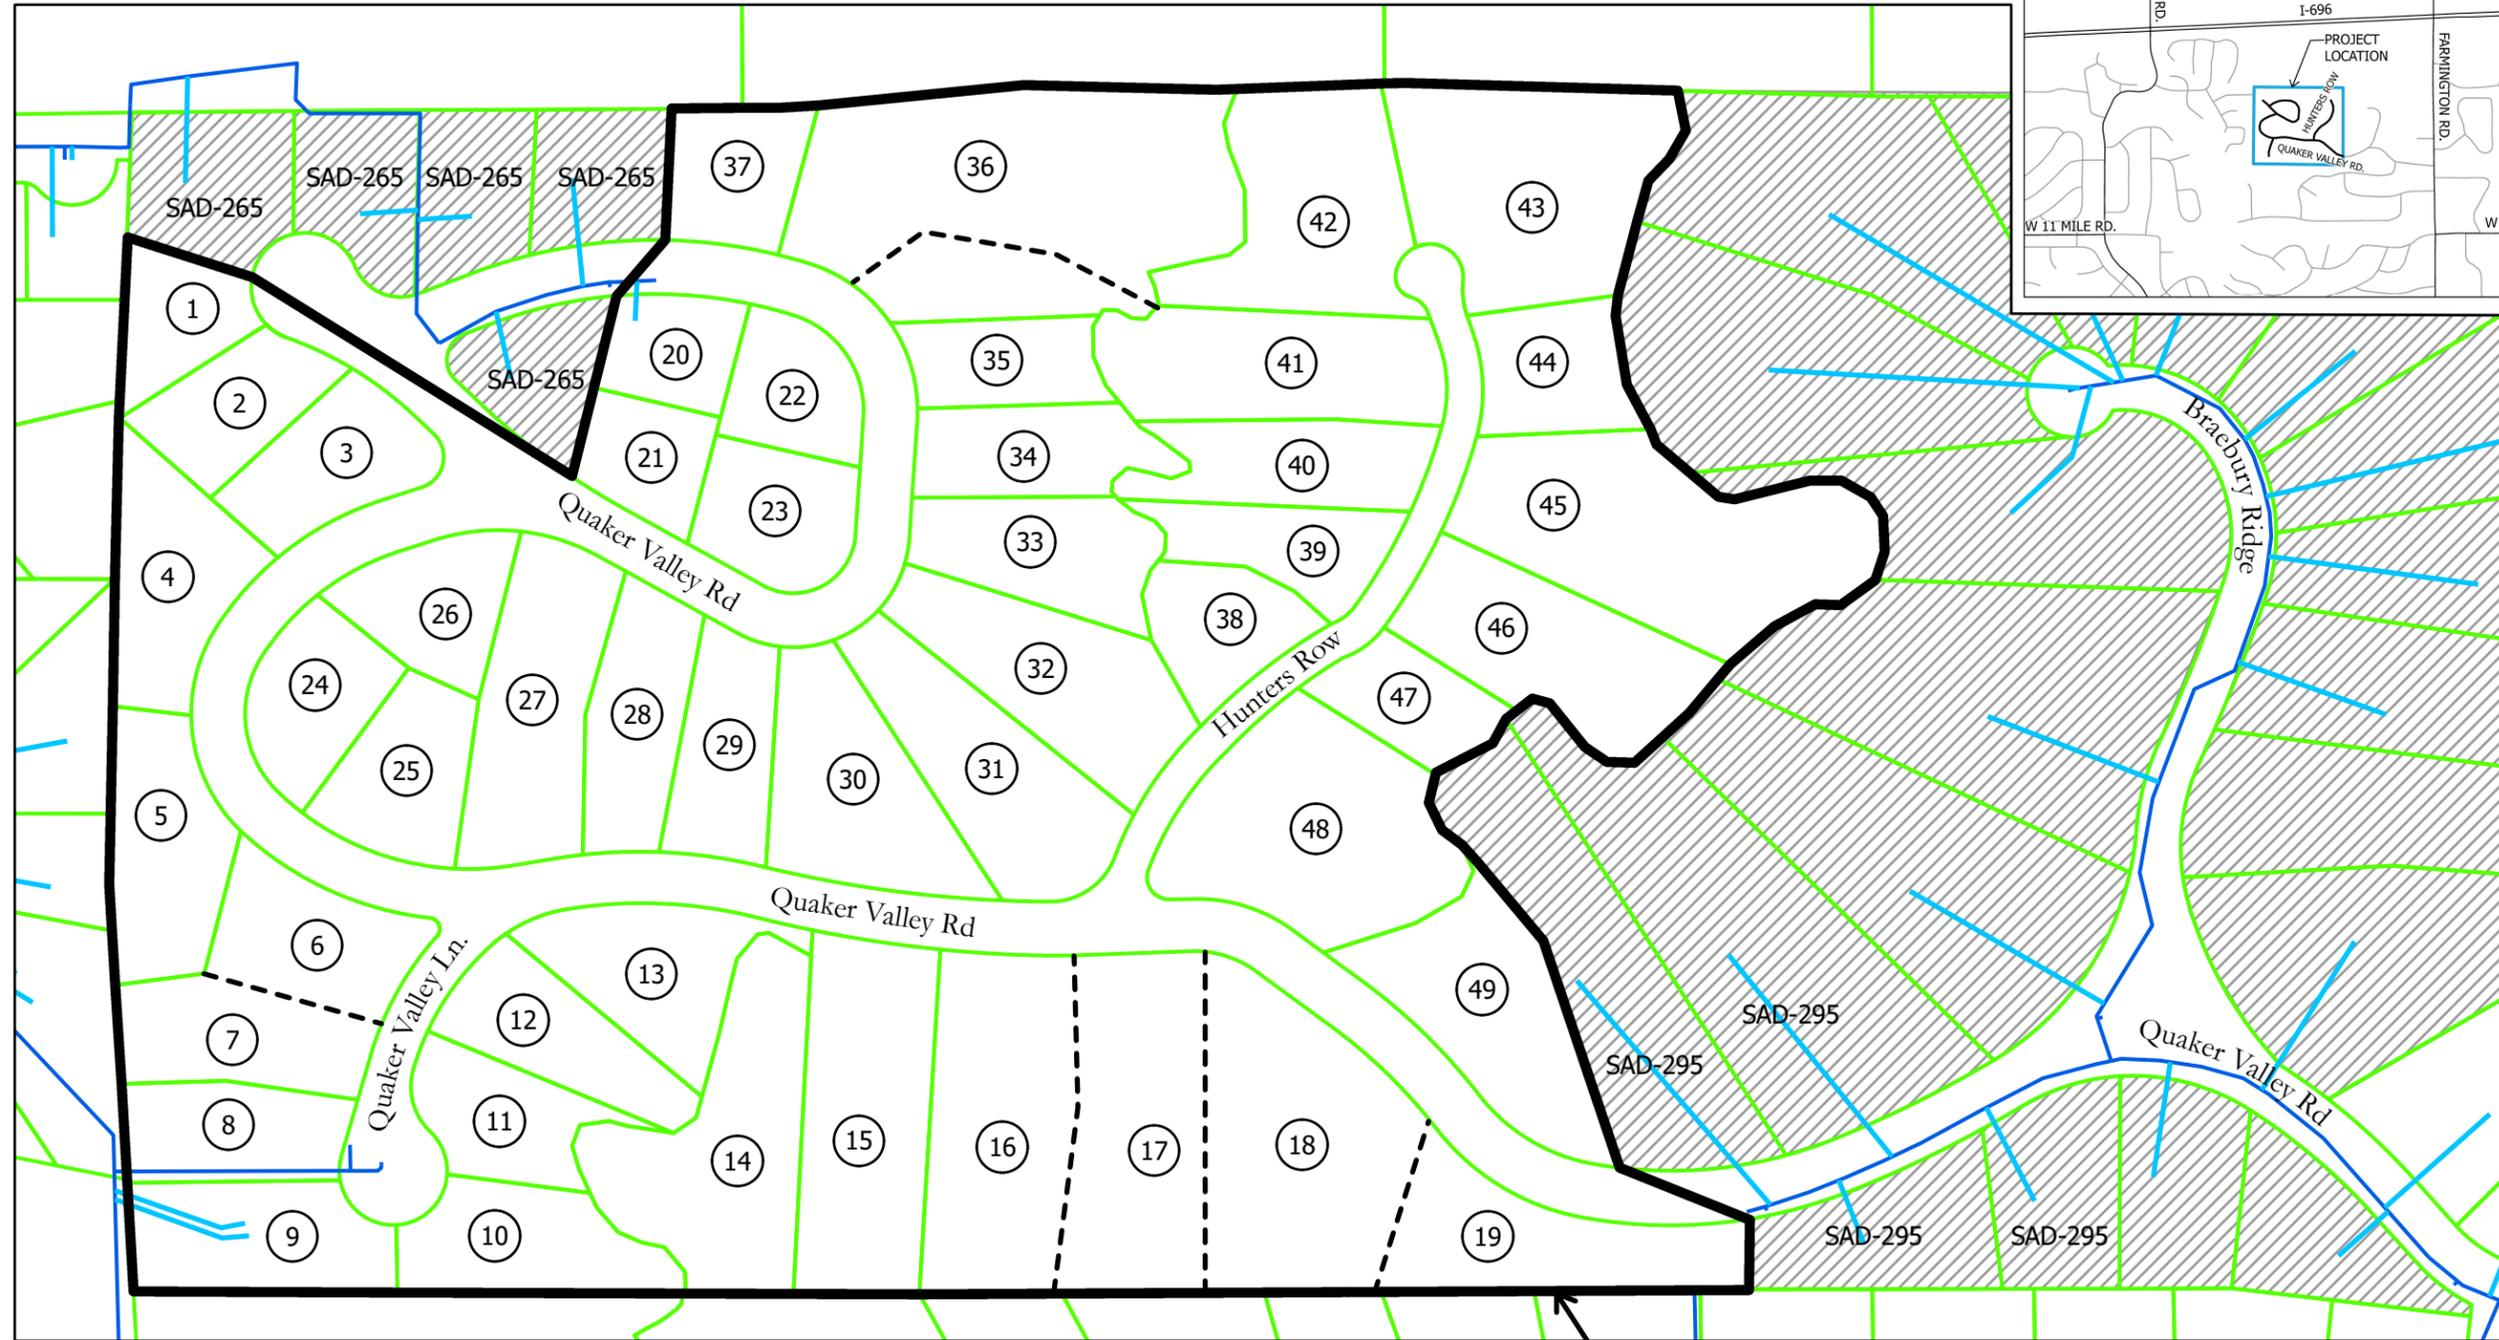 I-696
RD.
PROJECT
LOCATION
FARMINGTON RD.
HUNTERS ROW
QUAKER VALLEY RD.
W 11 MILE RD.
W
SAD-265
SAD-265
SAD-265
SAD-265
SAD-265
37
36
42
43
1
20
35
41
44
2
22
3
21
34
40
23
45
33
39
4
26
38
46
32
24
27
28
47
29
25
30
31
5
48
6
13
49
12
7
11
8
15
16
17
18
14
9
10
19
Quaker Valley Rd
Hunters Row
Quaker Valley Rd
Quaker Valley Ln.
Braebury Ridge
Quaker Valley Rd
SAD-295
SAD-295
SAD-295
SAD-295